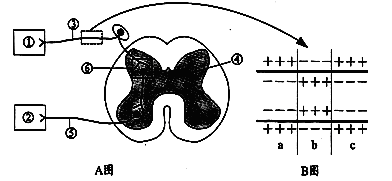 ③
①
⑥
④
②
⑤
+++ --- +++
--- +++ ---
--- +++ ---
+++ --- +++
a b c
A图
B图